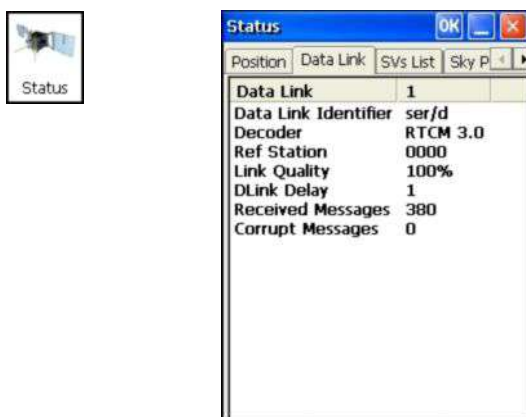 Status
Status OK
Position Data Link SVs List Sky P
Data Link 1
Data Link Identifier ser/d
Decoder RTCM 3.0
Ref Station 0000
Link Quality 100%
DLink Delay 1
Received Messages 380
Corrupt Messages 0